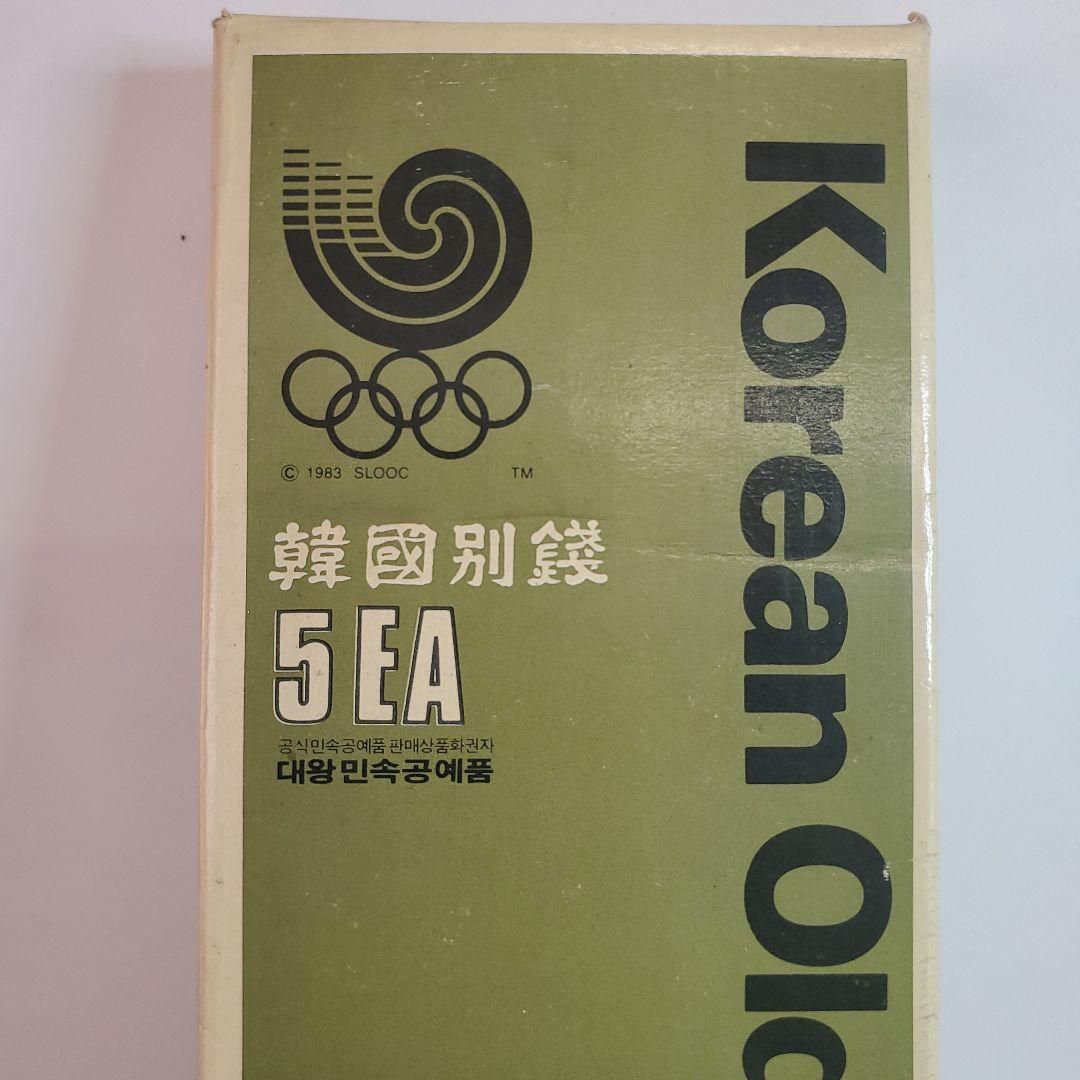 © 1983 SLOOC TM
韓國別錢
5 EA
공식민속공예품판매상품화권자
대왕민속공예품
Korean Old